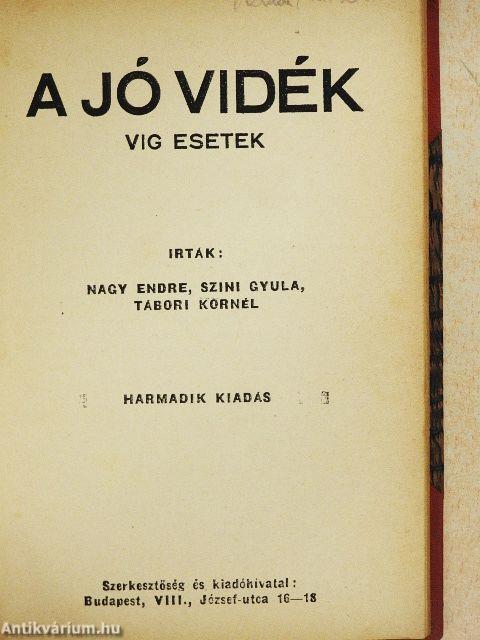 A JÓ VIDÉK
VIG ESETEK
IRTÁK:
NAGY ENDRE, SZINI GYULA,
TÁBORI KORNÉL
HARMADIK KIADÁS
Szerkesztőség és kiadóhivatal:
Budapest, VIII., József-utca 16—18
Antikvárium.hu